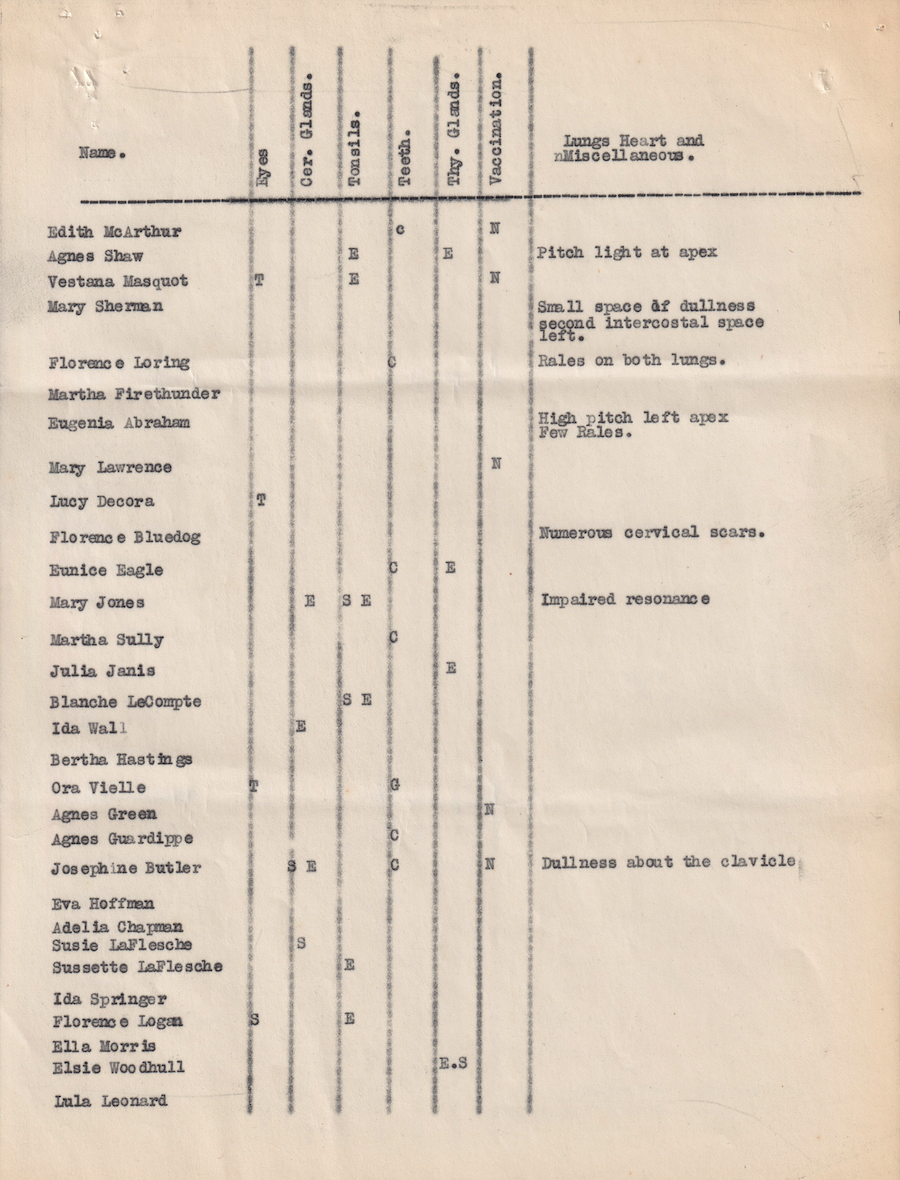 Name. Eyes Cer. Glands. Tonsils. Teeth. Thy. Glands. Vaccination. Lungs Heart and
nMiscellaneous.
Edith McArthur c N
Agnes Shaw E E Pitch light at apex
Vestana Masquot T E N
Mary Sherman Small space of dullness
second intercostal space
left.
Florence Loring C Rales on both lungs.
Martha Firethunder
Eugenia Abraham High pitch left apex
Few Rales.
Mary Lawrence N
Lucy Decora T
Florence Bluedog Numerous cervical scars.
Eunice Eagle C E
Mary Jones E S E Impaired resonance
Martha Sully C
Julia Janis E
Blanche LeCompte S E
Ida Wall E
Bertha Hastings
Ora Vielle T G
Agnes Green N
Agnes Guardippe C
Josephine Butler S E C N Dullness about the clavicle
Eva Hoffman
Adelia Chapman
Susie LaFlesche S
Sussette LaFlesche E
Ida Springer
Florence Logan S E
Ella Morris
Elsie Woodhull E.S
Lula Leonard